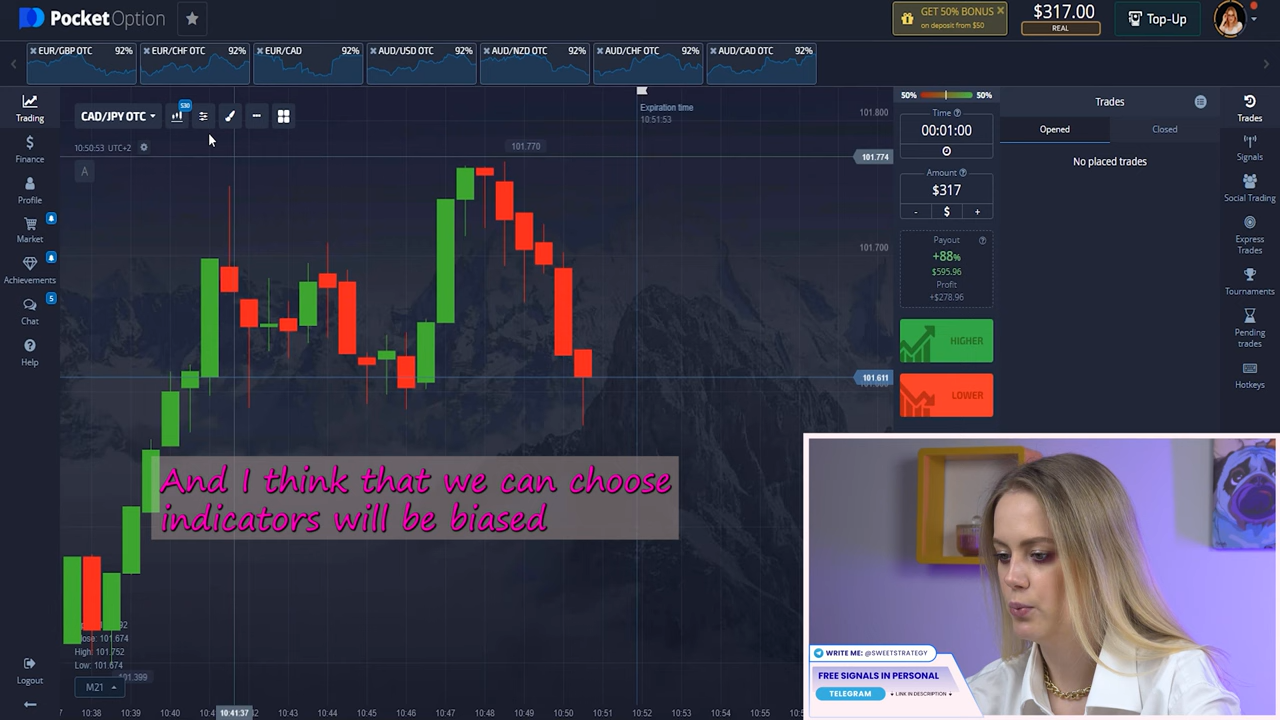 PocketOption
GET 50% BONUS
on deposit from $50
$317.00
REAL
Top-Up
EUR/GBP OTC 92%
EUR/CHF OTC 92%
EUR/CAD 92%
AUD/USD OTC 92%
AUD/NZD OTC 92%
AUD/CHF OTC 92%
AUD/CAD OTC 92%
Trading
Finance
Profile
Market
Achievements
5
Chat
Help
Logout
CAD/JPY OTC
S30
10:50:53 UTC+2
A
101.770
Expiration time
10:51:53
101.800
101.774
101.700
101.611
And I think that we can choose
indicators will be biased
High: 101.752
Low: 101.674
101.399
M21
10:38
10:39
10:40
10:41:37
10:43
10:44
10:45
10:46
10:47
10:48
10:49
10:50
10:51
10:52
10:53
10:54
10:55
50% 50%
Time
00:01:00
Amount
$317
- $ +
Payout
+88%
$595.96
Profit
+$278.96
HIGHER
LOWER
Trades
Opened
Closed
No placed trades
Trades
Signals
Social Trading
Express
Trades
Tournaments
Pending
trades
Hotkeys
WRITE ME: @SWEETSTRATEGY
FREE SIGNALS IN PERSONAL
TELEGRAM
LINK IN DESCRIPTION